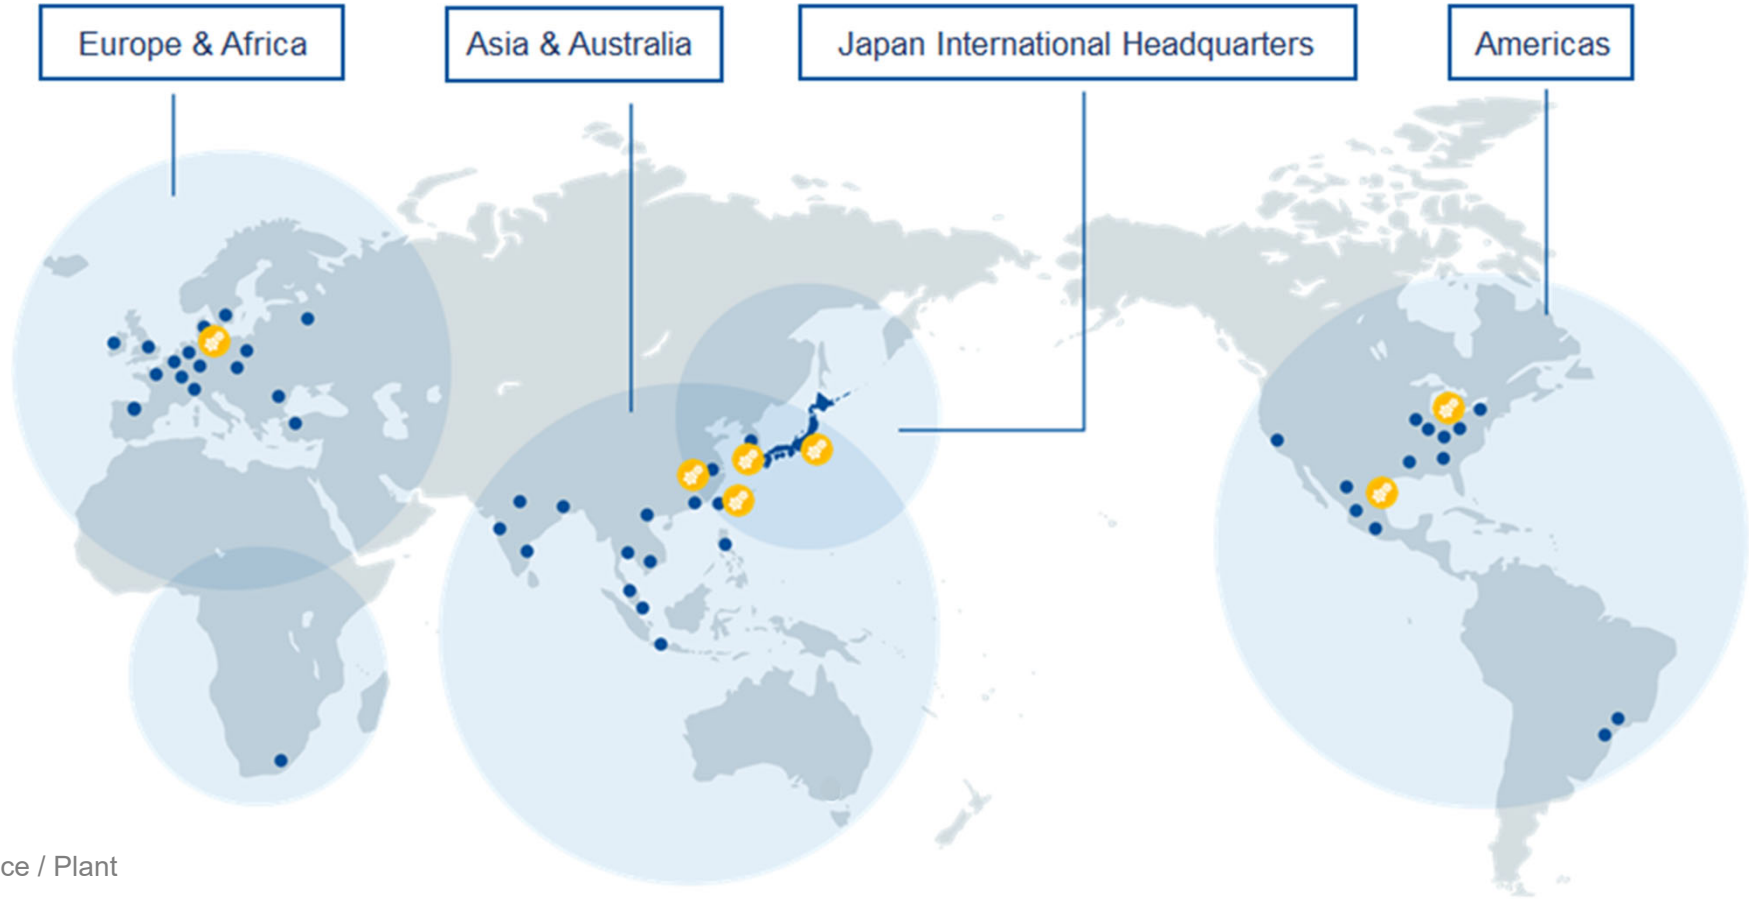 Europe & Africa
Asia & Australia
Japan International Headquarters
Americas
ce / Plant